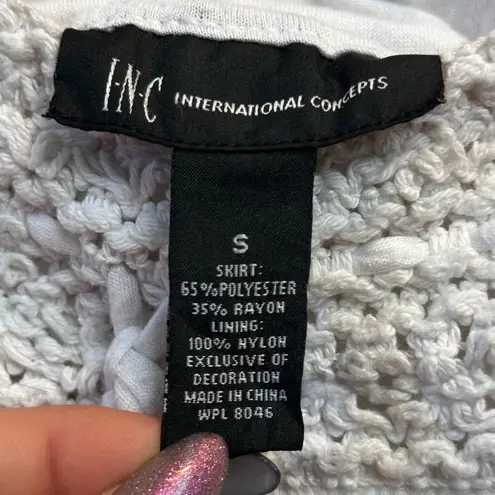 I·N·C INTERNATIONAL CONCEPTS
S
SKIRT:
65%POLYESTER
35% RAYON
LINING:
100% NYLON
EXCLUSIVE OF
DECORATION
MADE IN CHINA
WPL 8046